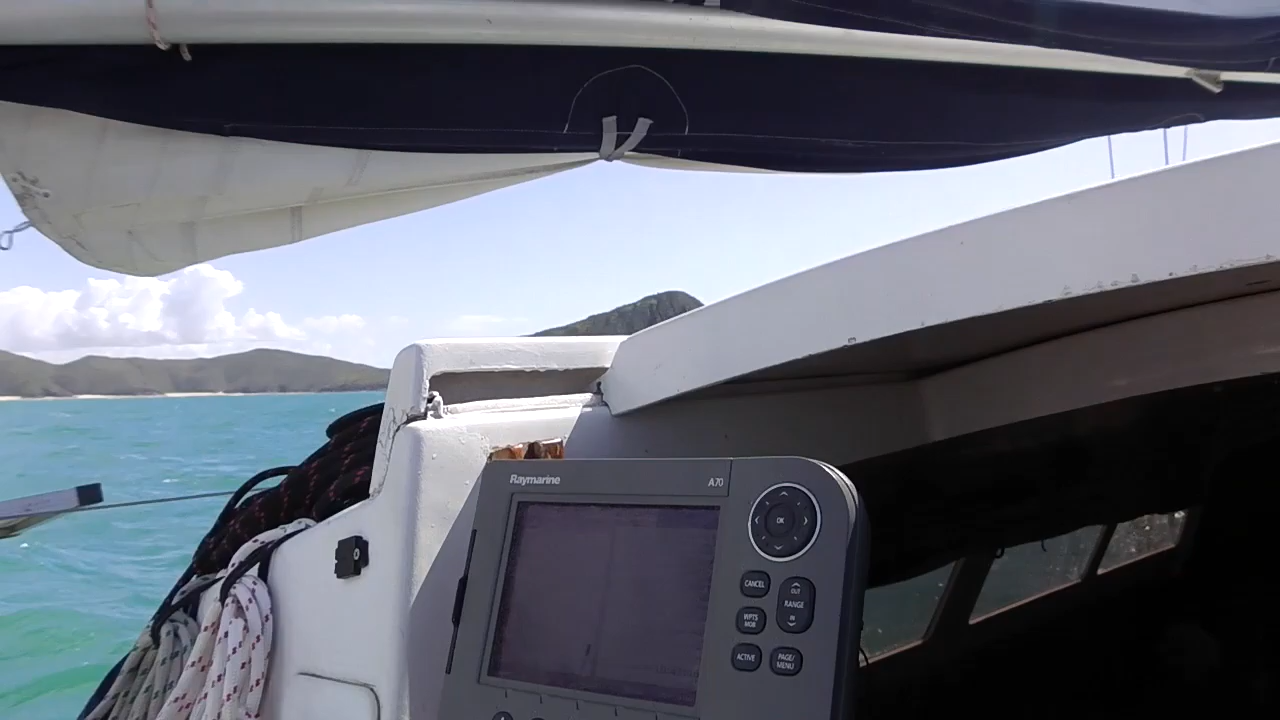 Raymarine A70
OK
CANCEL
OUT
RANGE
IN
WPTS
MOB
ACTIVE
PAGE/
MENU